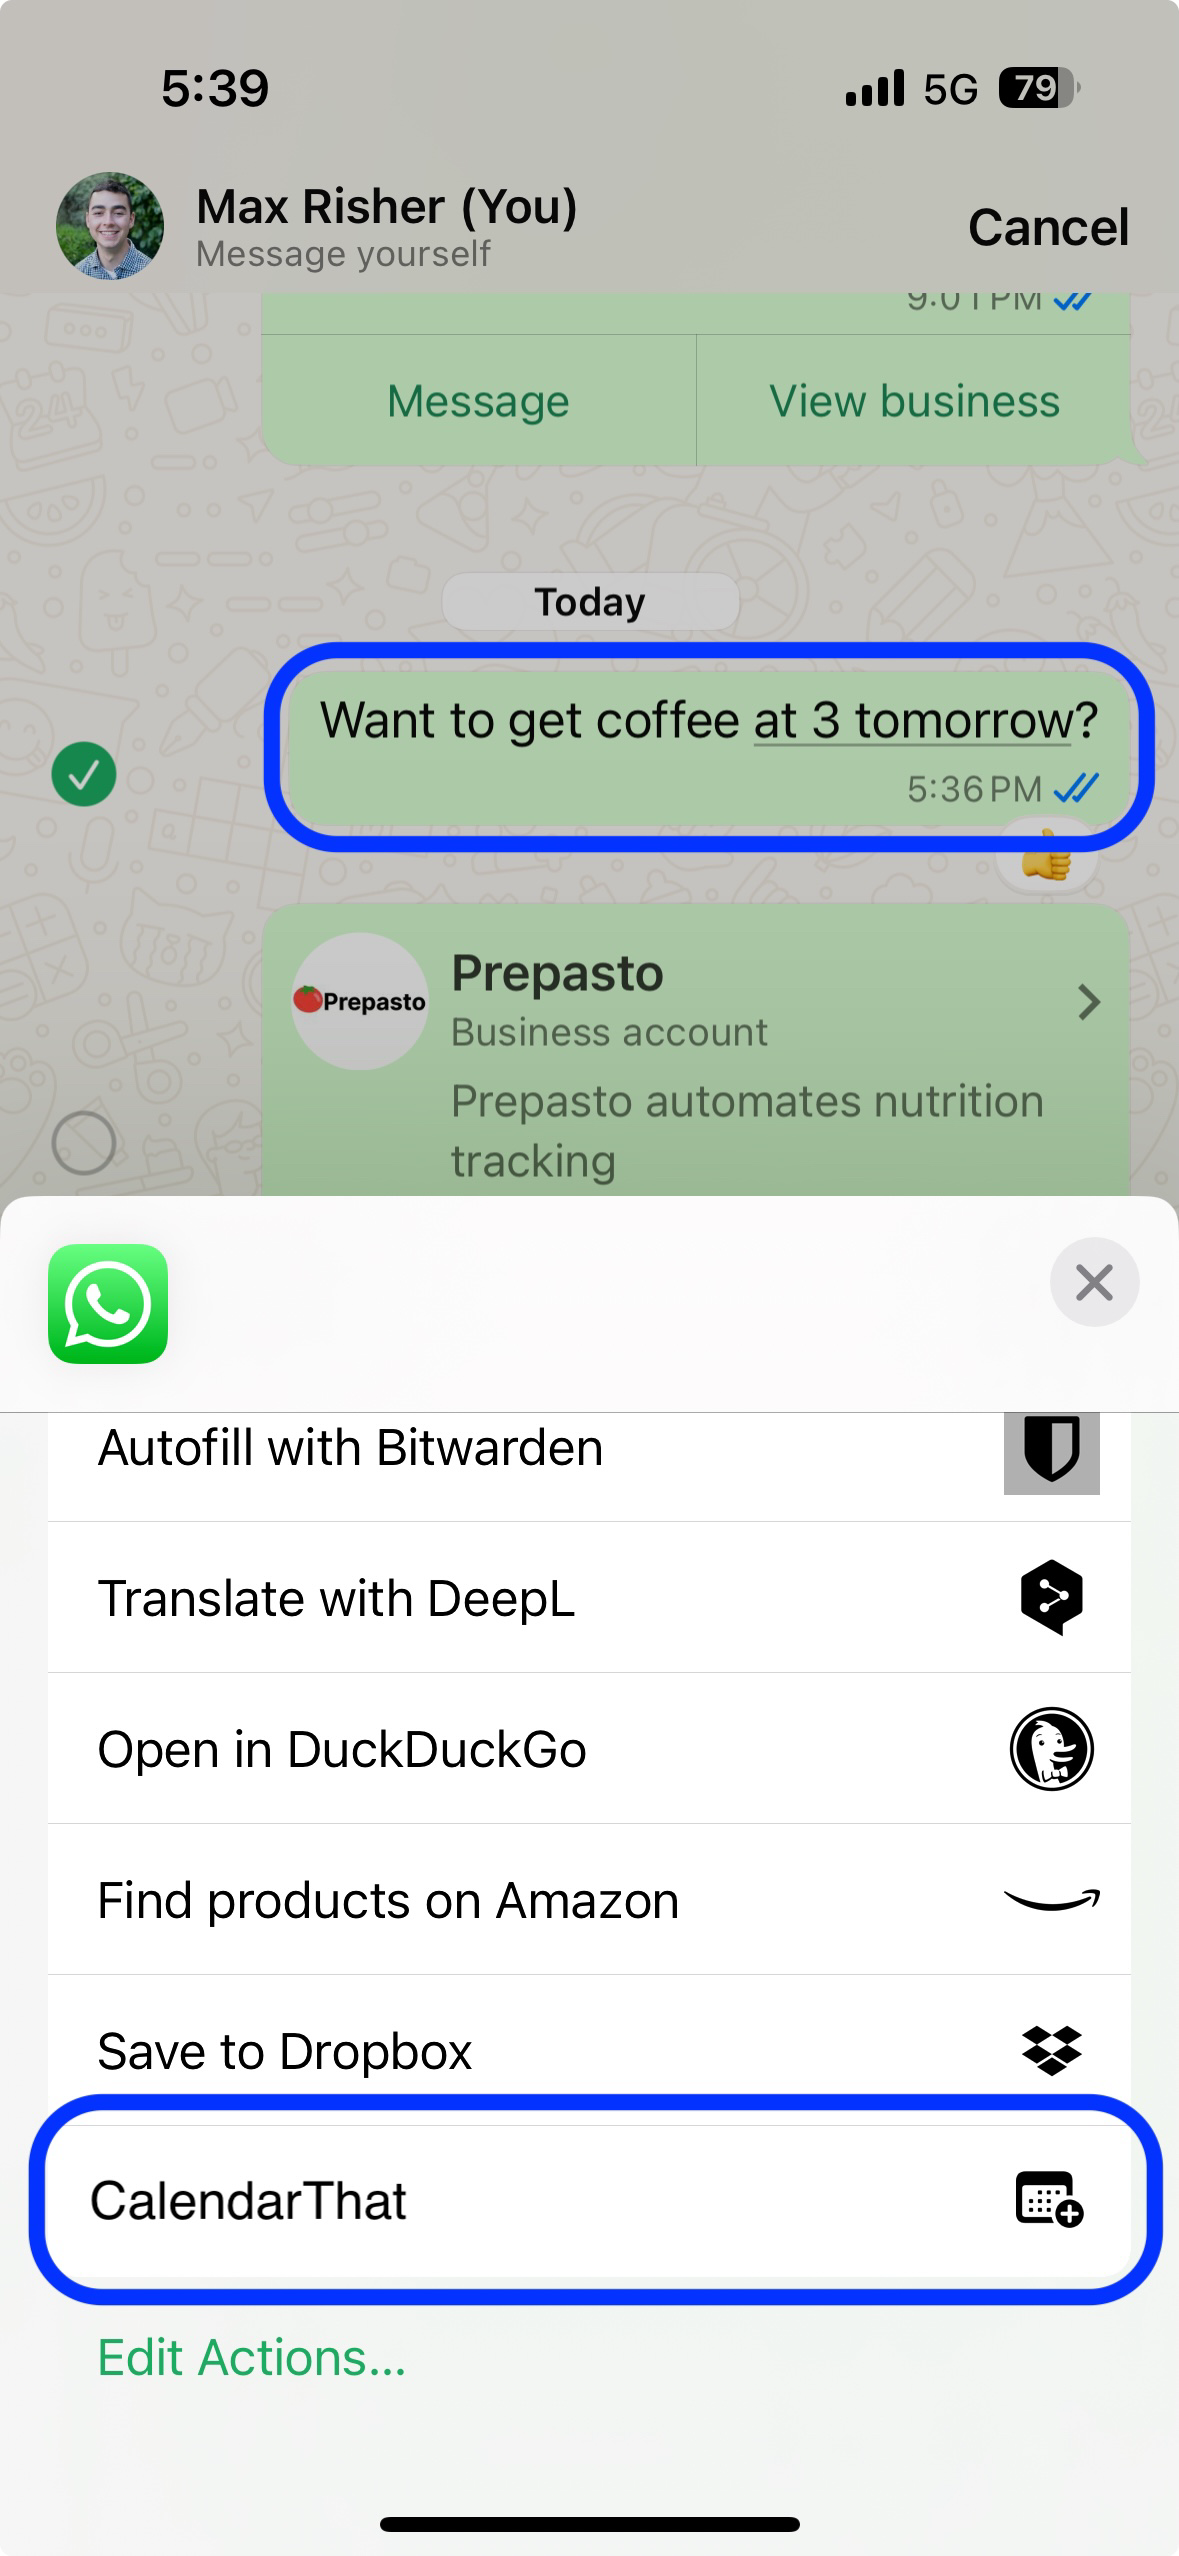 5:39
5G 79
Max Risher (You)
Message yourself
Cancel
9:01 PM
Message
View business
Today
Want to get coffee at 3 tomorrow?
5:36 PM
Prepasto
Prepasto
Business account
Prepasto automates nutrition
tracking
Autofill with Bitwarden
Translate with DeepL
Open in DuckDuckGo
Find products on Amazon
Save to Dropbox
CalendarThat
Edit Actions...